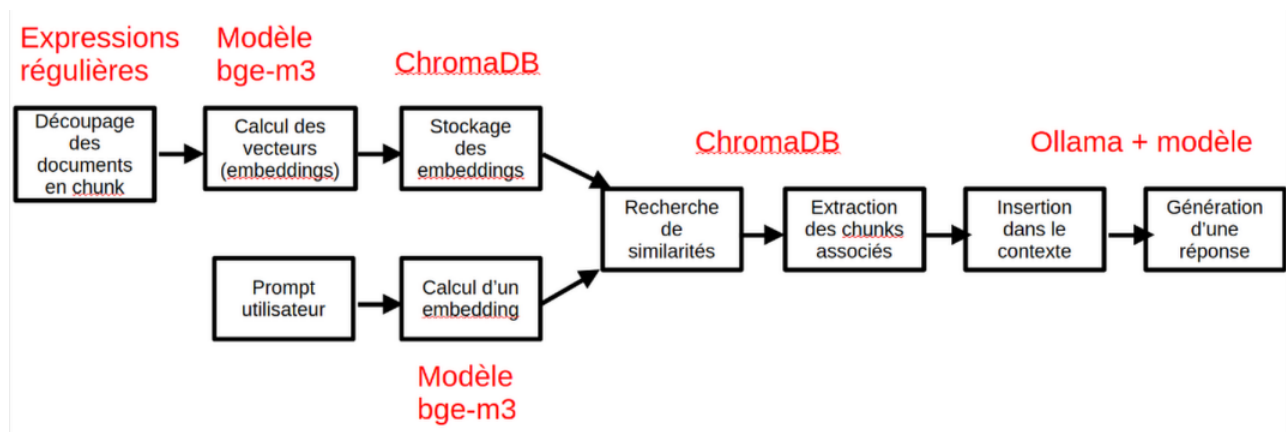 Expressions
régulières
Modèle
bge-m3
ChromaDB
Découpage
des
documents
en chunk
Calcul des
vecteurs
(embeddings)
Stockage
des
embeddings
ChromaDB
Ollama + modèle
Recherche
de
similarités
Extraction
des chunks
associés
Insertion
dans le
contexte
Génération
d'une
réponse
Prompt
utilisateur
Calcul d'un
embedding
Modèle
bge-m3